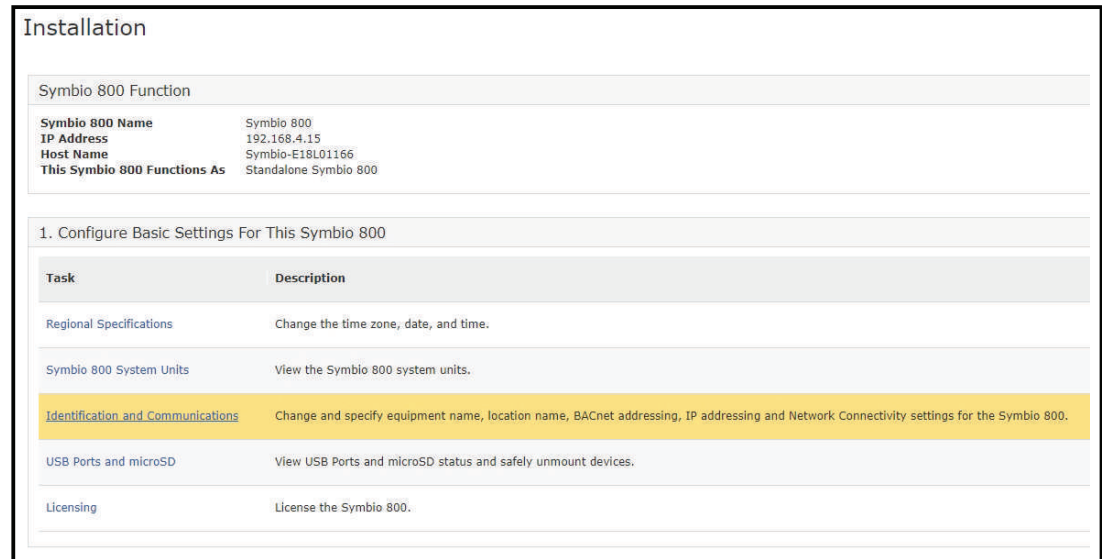 Installation
Symbio 800 Function
Symbio 800 Name Symbio 800
IP Address 192.168.4.15
Host Name Symbio-E18L01166
This Symbio 800 Functions As Standalone Symbio 800
1. Configure Basic Settings For This Symbio 800
Task Description
Regional Specifications Change the time zone, date, and time.
Symbio 800 System Units View the Symbio 800 system units.
Identification and Communications Change and specify equipment name, location name, BACnet addressing, IP addressing and Network Connectivity settings for the Symbio 800.
USB Ports and microSD View USB Ports and microSD status and safely unmount devices.
Licensing License the Symbio 800.